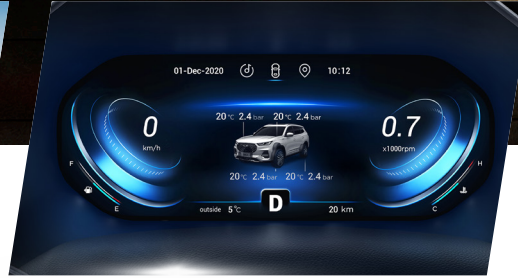 01-Dec-2020 10:12
20 °C 2.4 bar 20 °C 2.4 bar
0
km/h
0.7
x1000rpm
20 °C 2.4 bar 20 °C 2.4 bar
F
H
D
E
C
outside 5 °C
20 km